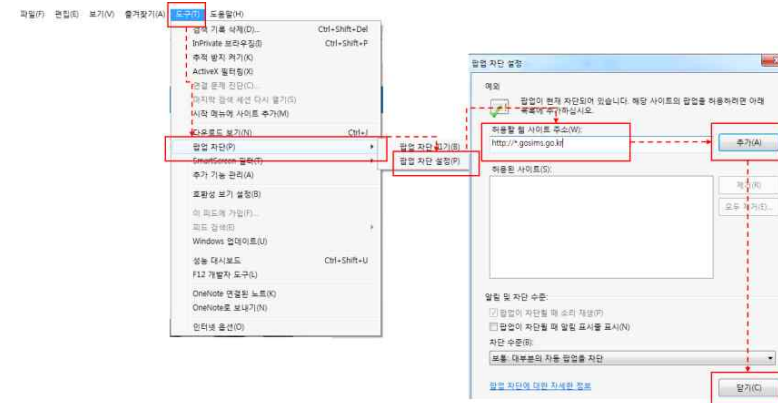 파일(F) 편집(E) 보기(V) 즐겨찾기(A) 도구(T) 도움말(H)
검색 기록 삭제(D)... Ctrl+Shift+Del
InPrivate 브라우징(I) Ctrl+Shift+P
추적 방지 켜기(K)
ActiveX 필터링(X)
연결 문제 진단(C)...
마지막 검색 세션 다시 열기(S)
시작 메뉴에 사이트 추가(M)
다운로드 보기(N) Ctrl+J
팝업 차단(P)
SmartScreen 필터(T)
추가 기능 관리(A)
호환성 보기 설정(B)
이 피드에 가입(F)...
피드 검색(E)
Windows 업데이트(U)
성능 대시보드 Ctrl+Shift+U
F12 개발자 도구(L)
OneNote 연결된 노트(K)
OneNote로 보내기(N)
인터넷 옵션(O)
팝업 차단 끄기(B)
팝업 차단 설정(P)
팝업 차단 설정
예외
팝업이 현재 차단되어 있습니다. 해당 사이트의 팝업을 허용하려면 아래
목록에 추가하십시오.
허용할 웹 사이트 주소(W):
http://*.gosims.go.kr
추가(A)
허용된 사이트(S):
제거(R)
모두 제거(E)...
알림 및 차단 수준:
팝업이 차단될 때 소리 재생(P)
팝업이 차단될 때 알림 표시줄 표시(N)
차단 수준(B):
보통: 대부분의 자동 팝업을 차단
팝업 차단에 대한 자세한 정보
닫기(C)